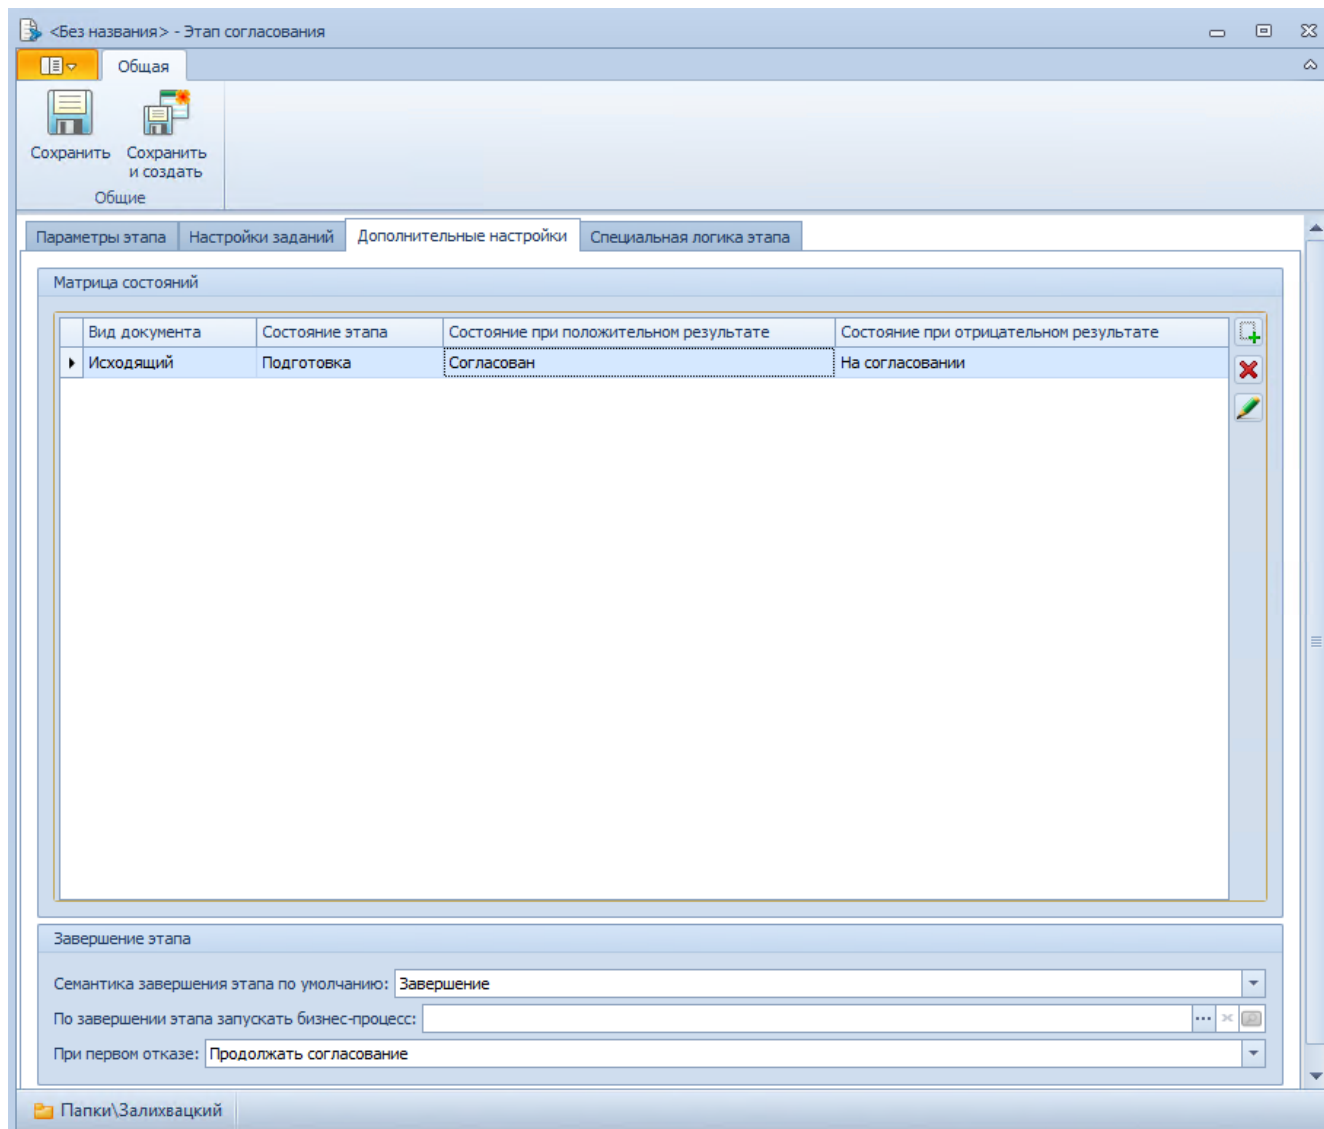 <Без названия> - Этап согласования
Общая
Сохранить
Сохранить
и создать
Общие
Параметры этапа
Настройки заданий
Дополнительные настройки
Специальная логика этапа
Матрица состояний
Вид документа
Состояние этапа
Состояние при положительном результате
Состояние при отрицательном результате
Исходящий
Подготовка
Согласован
На согласовании
Завершение этапа
Семантика завершения этапа по умолчанию: Завершение
По завершении этапа запускать бизнес-процесс:
При первом отказе: Продолжать согласование
Папки\Залихвацкий